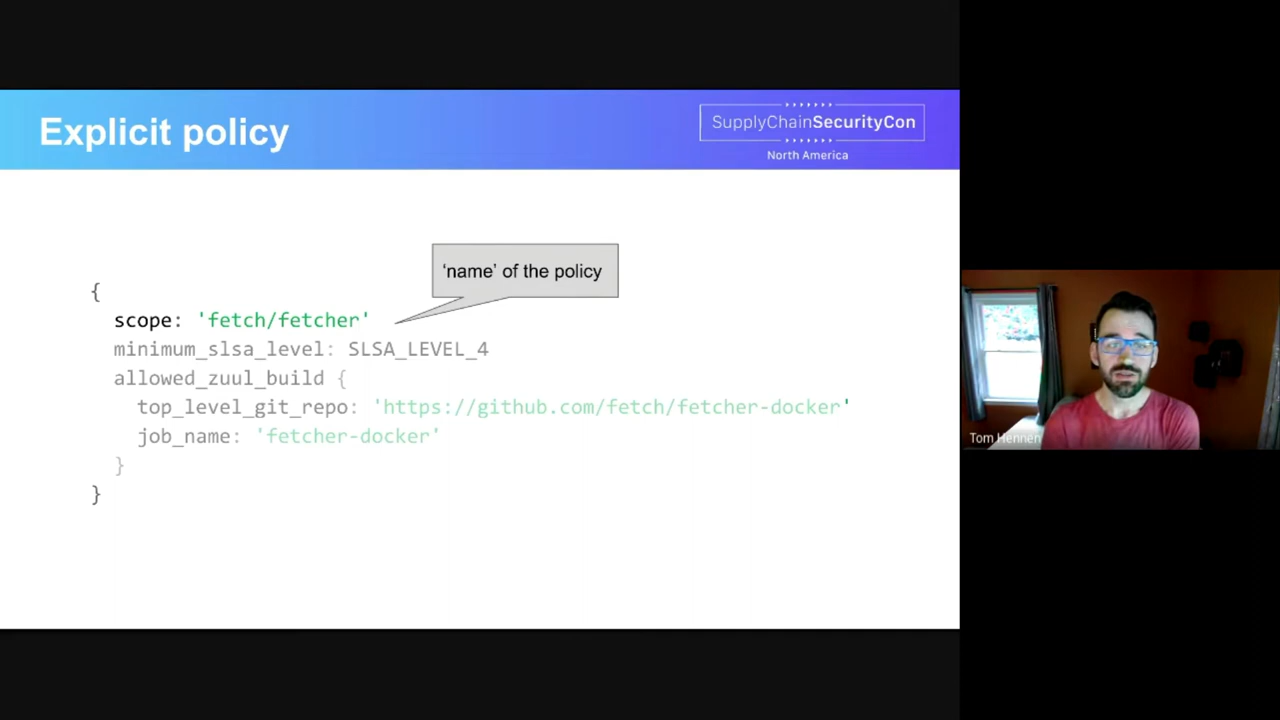 Explicit policy
SupplyChainSecurityCon
North America
'name' of the policy
{
scope: 'fetch/fetcher'
minimum_slsa_level: SLSA_LEVEL_4
allowed_zuul_build {
top_level_git_repo: 'https://github.com/fetch/fetcher-docker'
job_name: 'fetcher-docker'
}
}
Tom Hennen